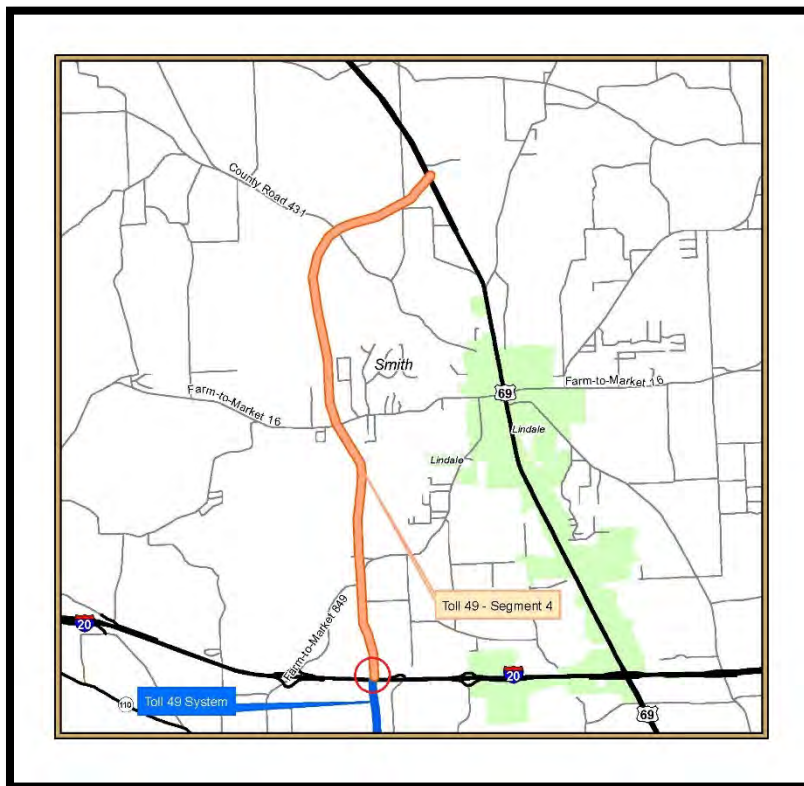 County Road 431
Smith
Farm-to-Market 16
69
Farm-to-Market 16
Lindale
Lindale
Toll 49 - Segment 4
Farm-to-Market 849
20
20
110
Toll 49 System
69